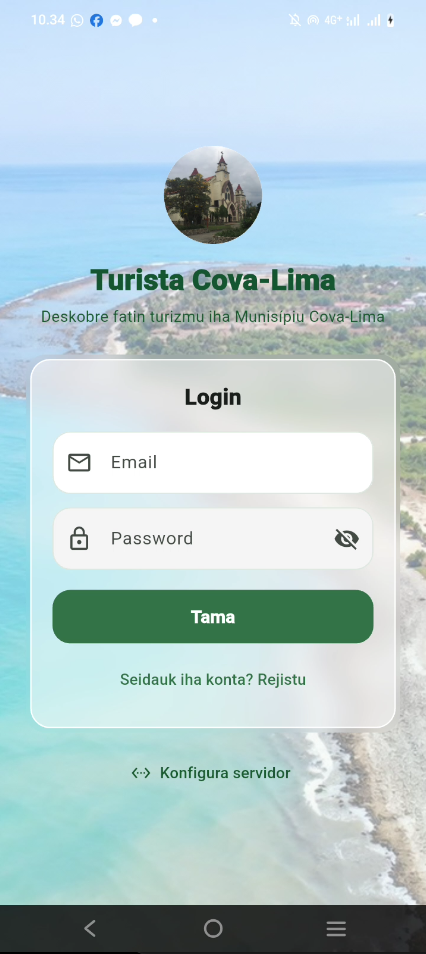 10.34
4G+
Turista Cova-Lima
Deskobre fatin turizmu iha Munisipiu Cova-Lima
Login
Email
Password
Tama
Seidauk iha konta? Rejistu
Konfigura servidor